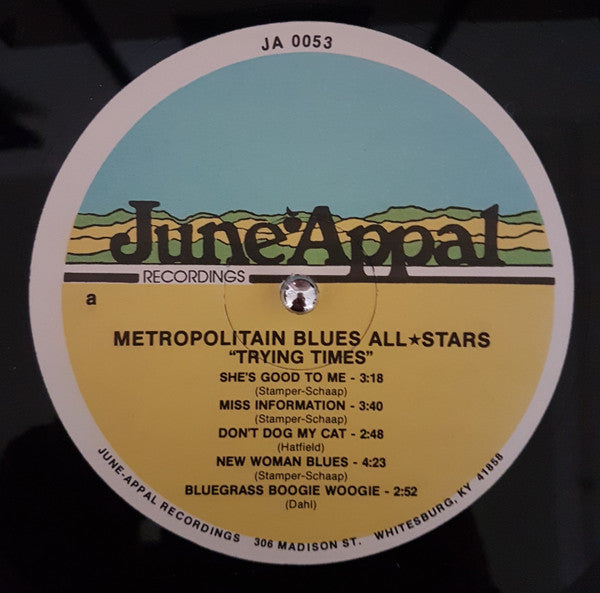 JA 0053
June Appal
RECORDINGS
a
METROPOLITAIN BLUES ALL★STARS
"TRYING TIMES"
SHE'S GOOD TO ME - 3:18
(Stamper-Schaap)
MISS INFORMATION - 3:40
(Stamper-Schaap)
DON'T DOG MY CAT - 2:48
(Hatfield)
NEW WOMAN BLUES - 4:23
(Stamper-Schaap)
BLUEGRASS BOOGIE WOOGIE - 2:52
(Dahl)
JUNE-APPAL RECORDINGS 306 MADISON ST. WHITESBURG, KY 41858